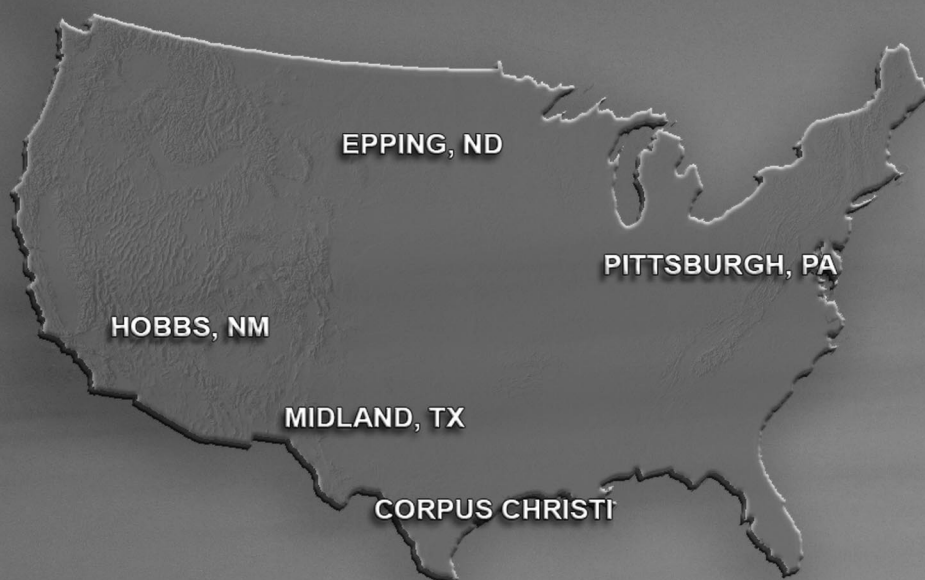 EPPING, ND
PITTSBURGH, PA
HOBBS, NM
MIDLAND, TX
CORPUS CHRISTI